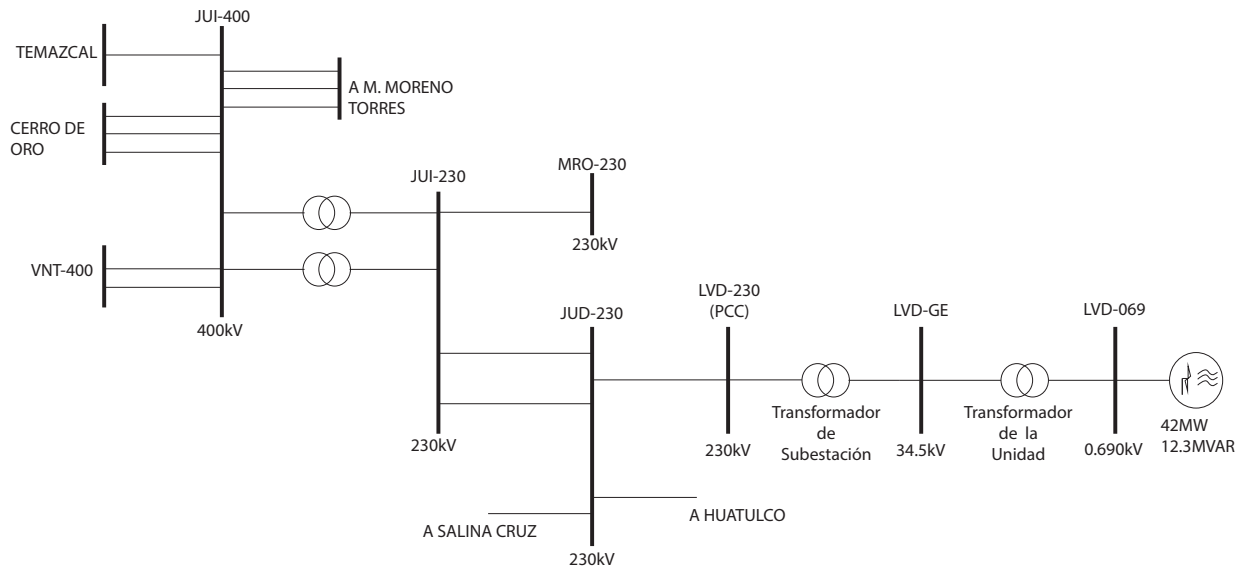 JUI-400
TEMAZCAL
A M. MORENO
TORRES
CERRO DE
ORO
MRO-230
JUI-230
230kV
VNT-400
LVD-230
(PCC)
LVD-GE
LVD-069
JUD-230
400kV
Transformador
de
Subestación
Transformador
de la
Unidad
42MW
12.3MVAR
230kV
230kV
34.5kV
0.690kV
A HUATULCO
A SALINA CRUZ
230kV